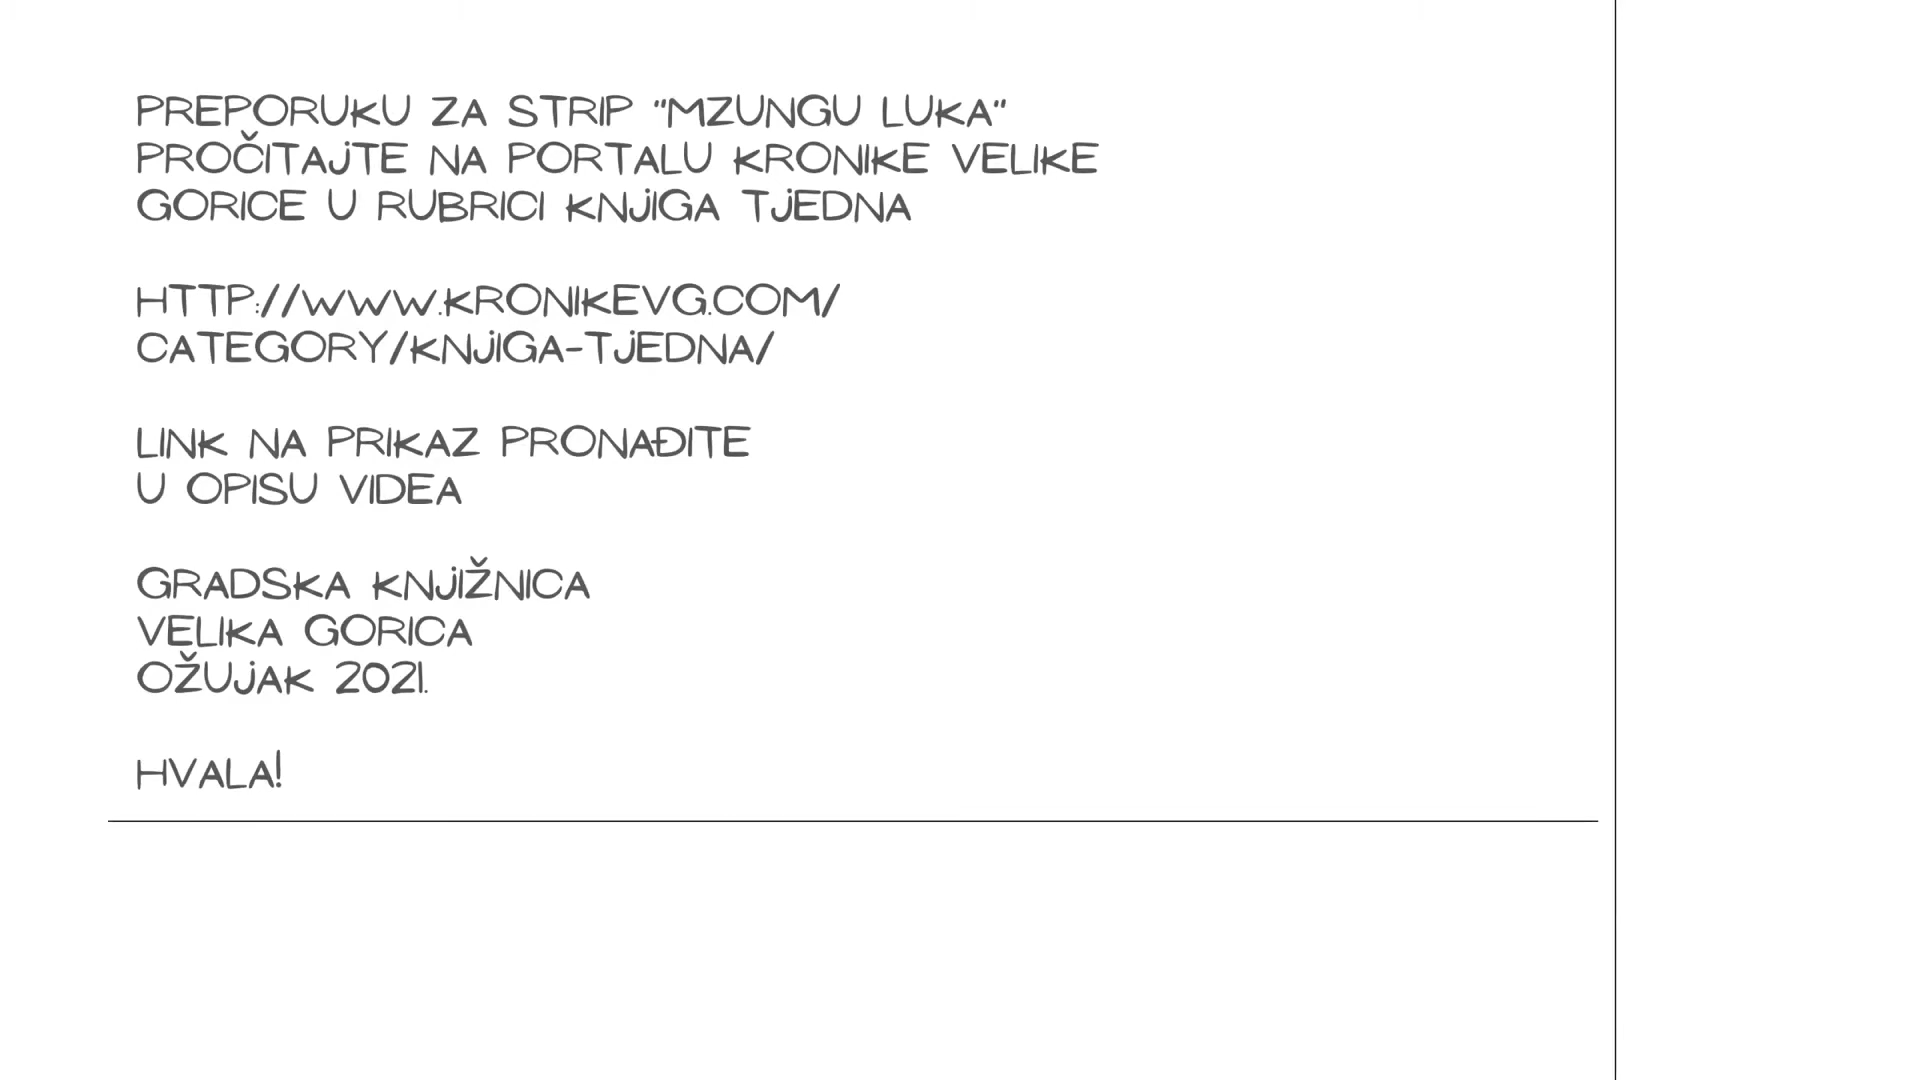 PREPORUKU ZA STRIP "MZUNGU LUKA"
PROČITAJTE NA PORTALU KRONIKE VELIKE
GORICE U RUBRICI KNJIGA TJEDNA
HTTP://WWW.KRONIKEVG.COM/
CATEGORY/KNJIGA-TJEDNA/
LINK NA PRIKAZ PRONAĐITE
U OPISU VIDEA
GRADSKA KNJIŽNICA
VELIKA GORICA
OŽUJAK 2021.
HVALA!